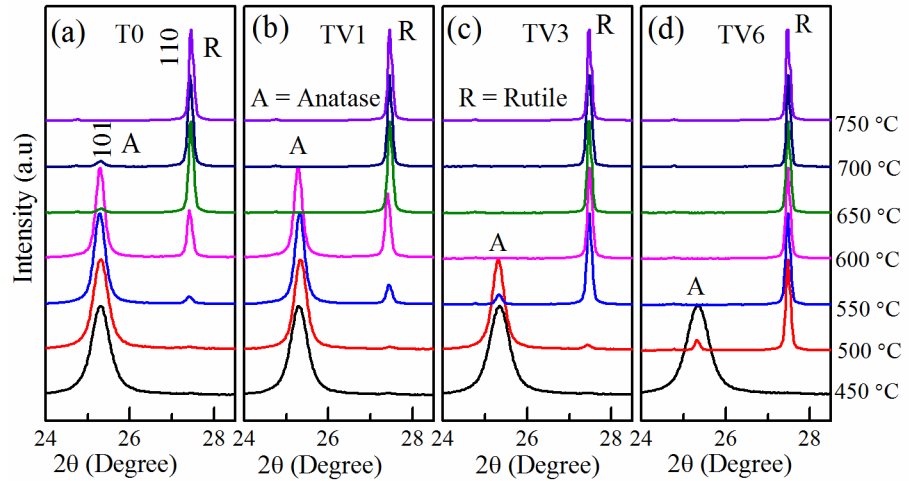 (a) T0 110 R
101 A
(b) TV1 R
A = Anatase
A
(c) TV3 R
R = Rutile
A
(d) TV6 R
A
750 °C
700 °C
650 °C
600 °C
550 °C
500 °C
450 °C
Intensity (a.u)
24 26 28 24 26 28 24 26 28 24 26 28
2θ (Degree) 2θ (Degree) 2θ (Degree) 2θ (Degree)